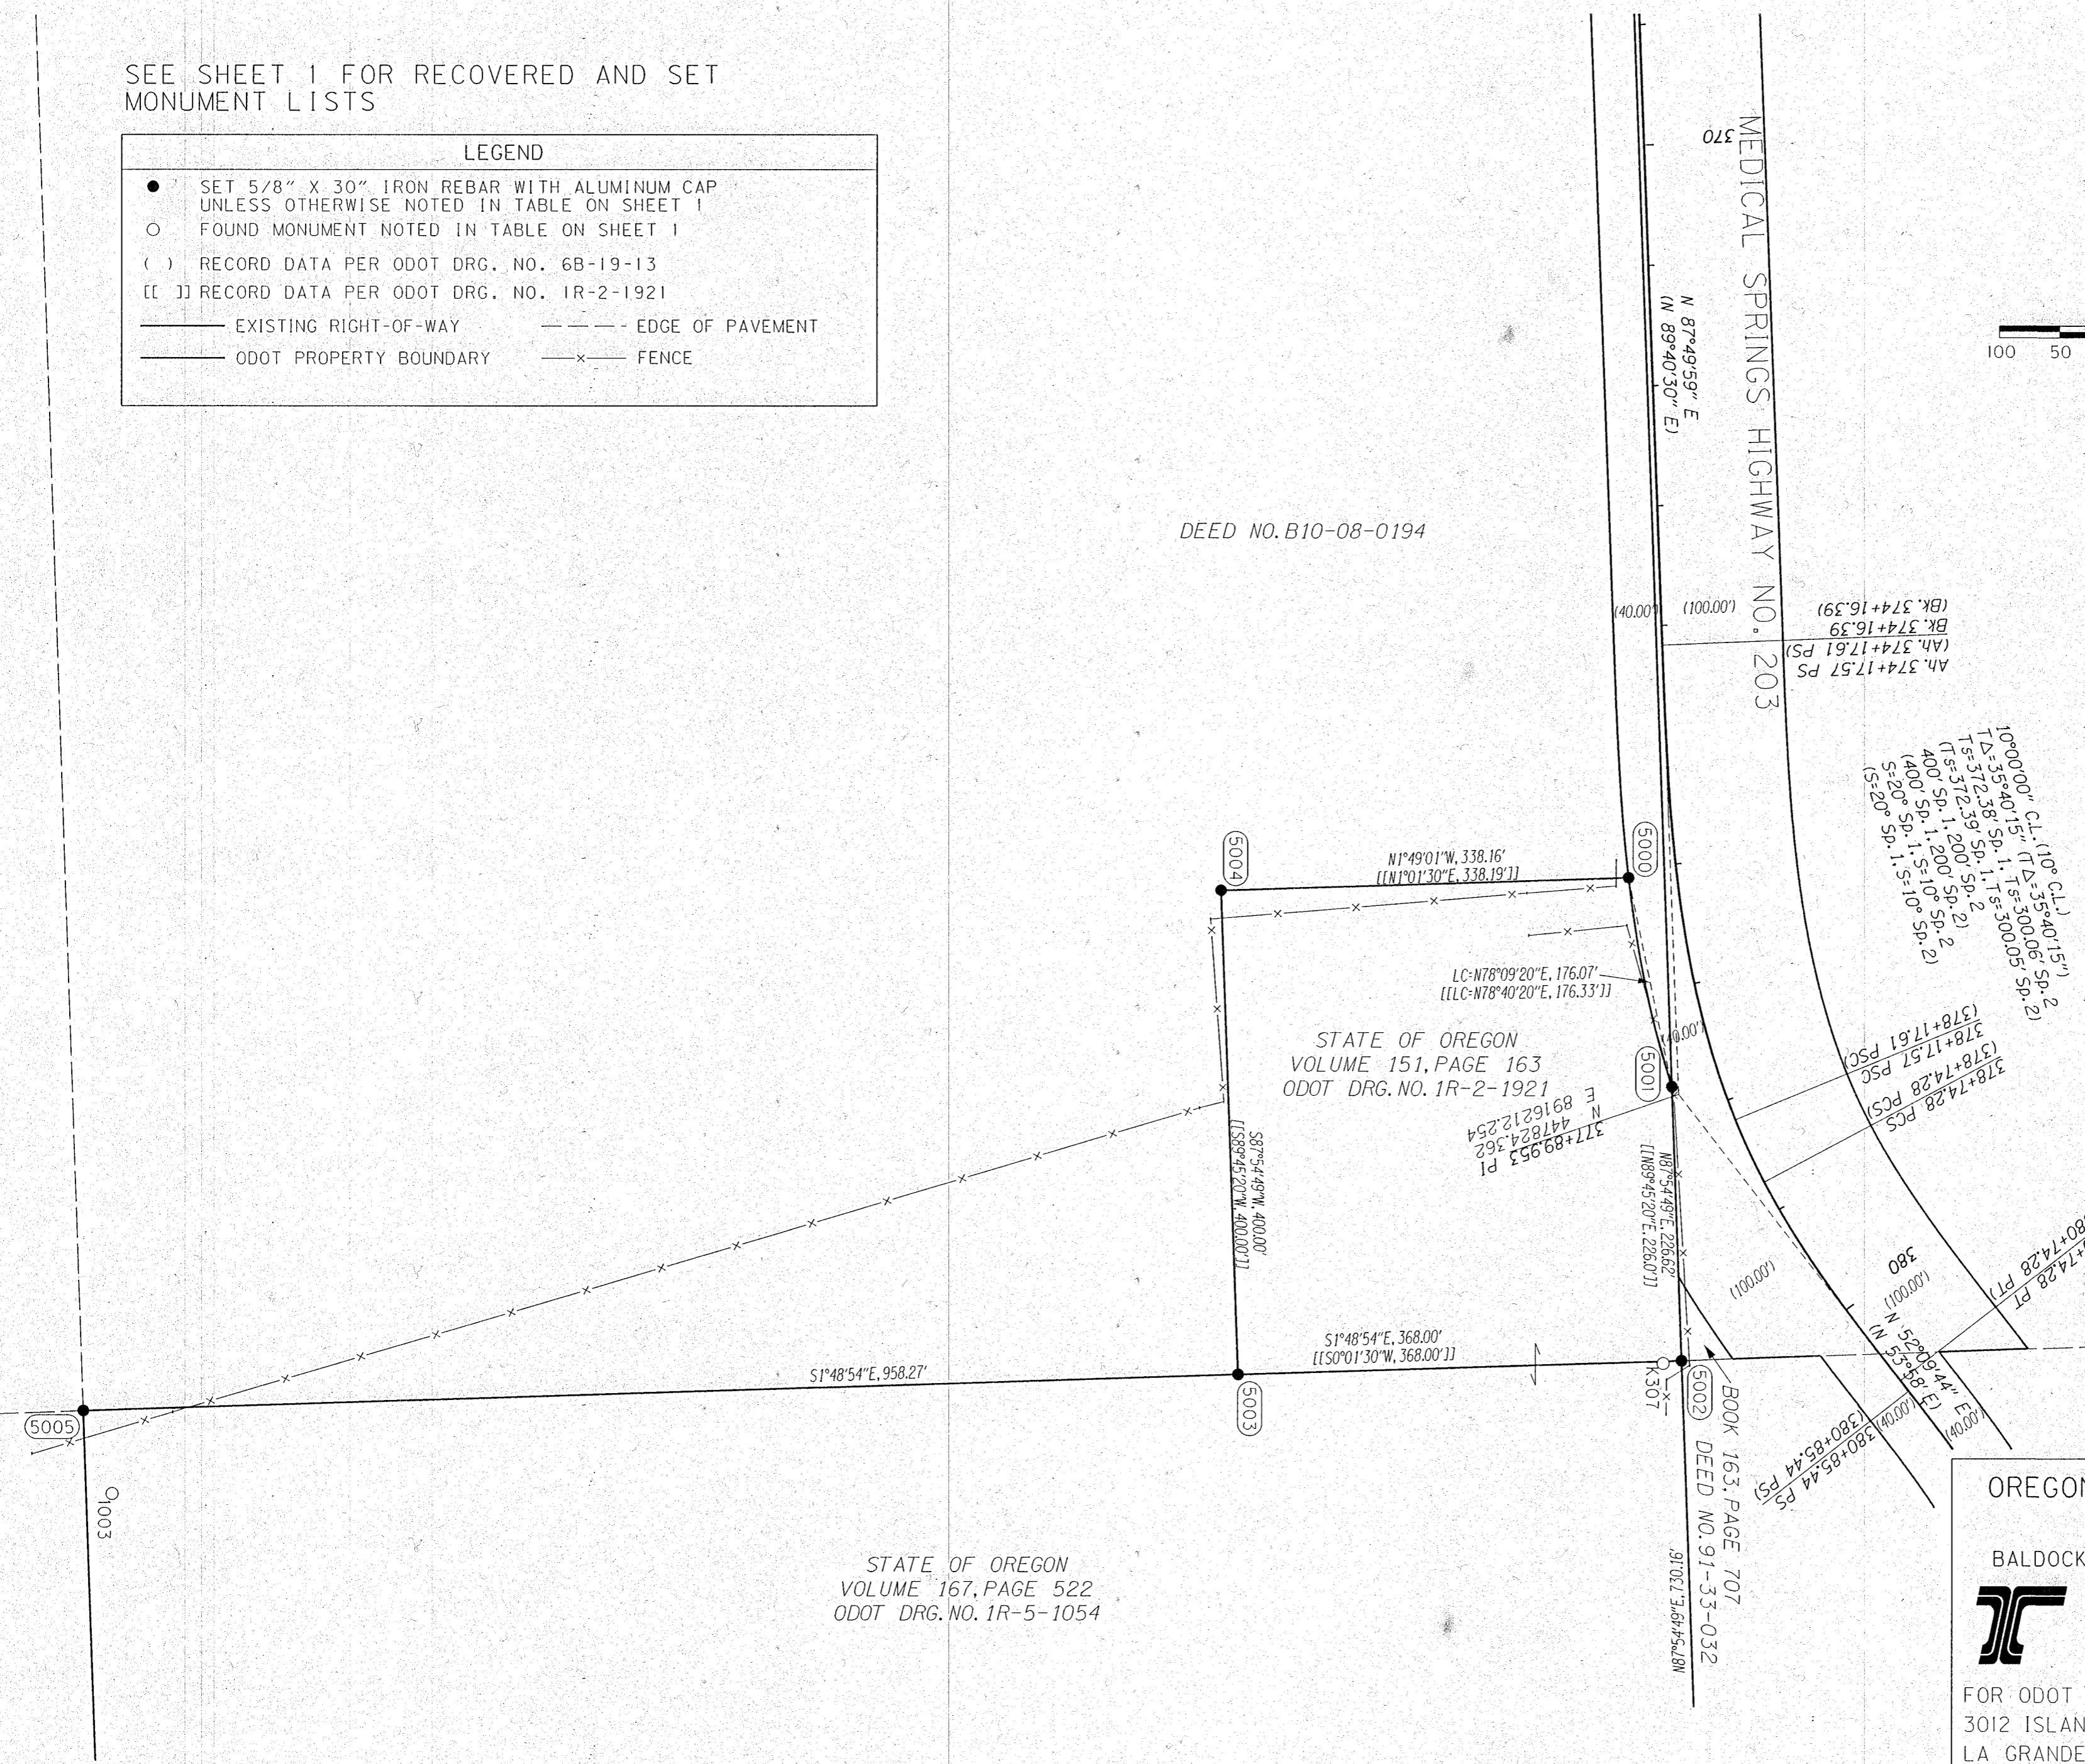 SEE SHEET 1 FOR RECOVERED AND SET
MONUMENT LISTS
LEGEND
SET 5/8" X 30" IRON REBAR WITH ALUMINUM CAP
UNLESS OTHERWISE NOTED IN TABLE ON SHEET 1
FOUND MONUMENT NOTED IN TABLE ON SHEET 1
( ) RECORD DATA PER ODOT DRG. NO. 6B-19-13
[[ ]] RECORD DATA PER ODOT DRG. NO. 1R-2-1921
EXISTING RIGHT-OF-WAY
EDGE OF PAVEMENT
ODOT PROPERTY BOUNDARY
FENCE
370
MEDICAL SPRINGS HIGHWAY NO. 203
100 50
N 87°49'59" E
(N 89°40'30" E)
DEED NO. B10-08-0194
(40.00')
(100.00')
(Bk. 374+16.39)
Bk. 374+16.39
(Ah. 374+17.61 PS)
Ah. 374+17.57 PS
10°00'00" C.L. (10° C.L.)
T△=35°40'15" (T△=35°40'15")
Ts=372.38' Sp. 1, Ts=300.06' Sp. 2
(Ts=372.39' Sp. 1, Ts=300.05' Sp. 2)
400' Sp. 1, 200' Sp. 2
(400' Sp. 1, 200' Sp. 2)
S=20° Sp. 1, S=10° Sp. 2
(S=20° Sp. 1, S=10° Sp. 2)
5004
5000
N1°49'01"W, 338.16'
[[N1°01'30"E, 338.19']]
LC=N78°09'20"E, 176.07'
[[LC=N78°40'20"E, 176.33']]
(40.00')
STATE OF OREGON
VOLUME 151, PAGE 163
ODOT DRG. NO. 1R-2-1921
5001
377+89.953 PI
N 447824.362
E 8916212.254
(378+17.61 PSC)
378+17.57 PSC
(378+74.28 PCS)
378+74.28 PCS
S87°54'49"W, 400.00'
[[S89°45'20"W, 400.00']]
N87°54'49"E, 226.62'
[[N89°45'20"E, 226.0']]
(100.00')
380
(100.00')
80+74.28 PT)
+74.28 PT
N 52°09'44" E
(N 53°58' E)
S1°48'54"E, 368.00'
[[S0°01'30"W, 368.00']]
S1°48'54"E, 958.27'
5005
5003
K307
5002
1003
BOOK 163, PAGE 707
DEED NO. 91-33-032
(380+85.44 PS)
380+85.44 PS
(40.00')
(40.00')
N87°54'49"E, 730.16'
STATE OF OREGON
VOLUME 167, PAGE 522
ODOT DRG. NO. 1R-5-1054
OREGON
BALDOCK
FOR ODOT
3012 ISLAN
LA GRANDE